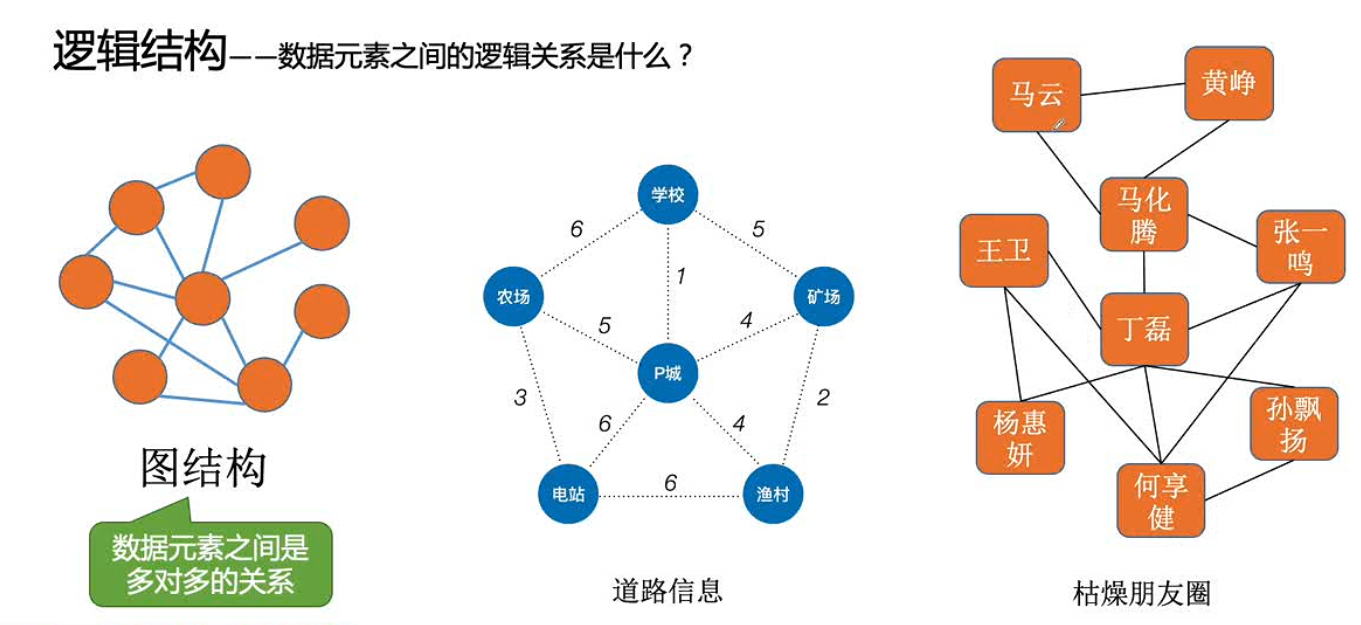 逻辑结构——数据元素之间的逻辑关系是什么？
图结构
数据元素之间是
多对多的关系
学校
6
5
1
农场
矿场
5
4
P城
3
6
4
2
电站
6
渔村
道路信息
马云
黄峥
马化
腾
王卫
张一
鸣
丁磊
杨惠
妍
孙飘
扬
何享
健
枯燥朋友圈